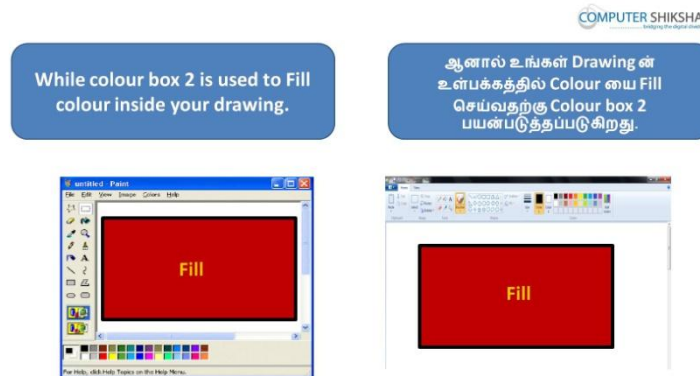 COMPUTER SHIKSHA
While colour box 2 is used to Fill
colour inside your drawing.
ஆனால் உங்கள் Drawing ன்
உள்பக்கத்தில் Colour யை Fill
செய்வதற்கு Colour box 2
பயன்படுத்தப்படுகிறது.
untitled - Paint
File Edit View Image Colors Help
Fill
For Help, click Help Topics on the Help Menu.
Fill